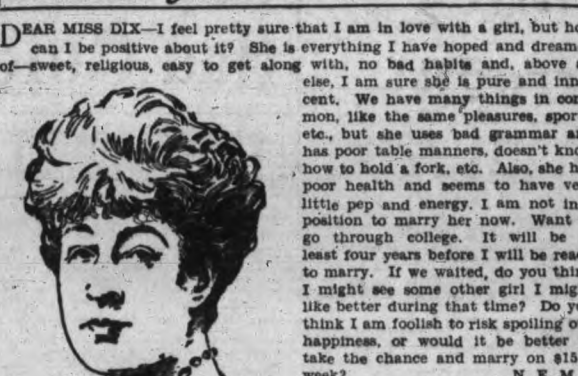 DEAR MISS DIX—I feel pretty sure that I am in love with a girl, but ho
can I be positive about it? She is everything I have hoped and dream
of—sweet, religious, easy to get along with, no bad habits and, above a
else, I am sure she is pure and inn
cent. We have many things in com
mon, like the same pleasures, spor
etc., but she uses bad grammar an
has poor table manners, doesn't kno
how to hold a fork, etc. Also, she h
poor health and seems to have ve
little pep and energy. I am not in
position to marry her now. Want
go through college. It will be
least four years before I will be read
to marry. If we waited, do you thin
I might see some other girl I mig
like better during that time? Do yo
think I am foolish to risk spoiling o
happiness, or would it be better
take the chance and marry on $15
week? N. E. M.